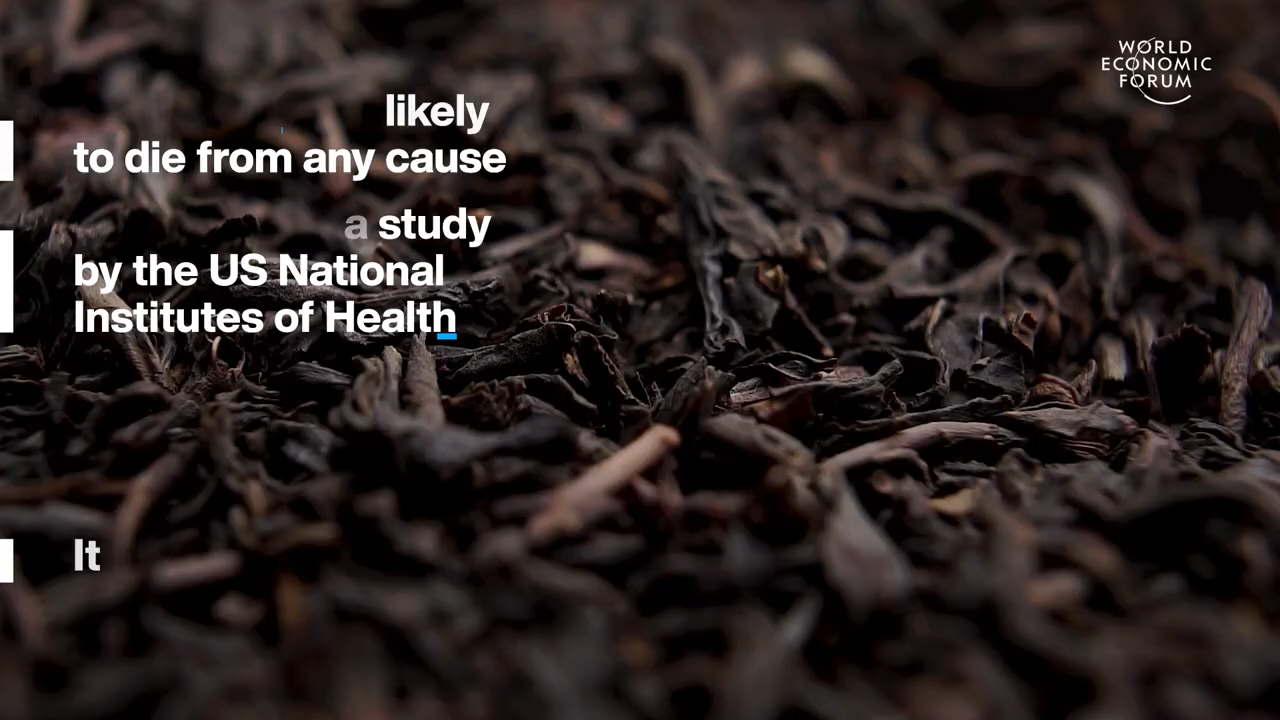 WORLD
ECONOMIC
FORUM
likely
to die from any cause
a study
by the US National
Institutes of Health
It